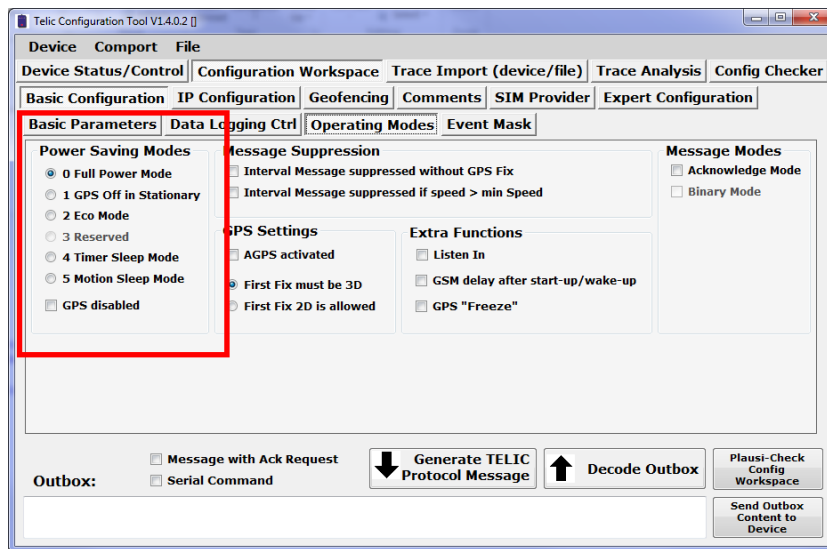 Telic Configuration Tool V1.4.0.2 []
Device Comport File
Device Status/Control Configuration Workspace Trace Import (device/file) Trace Analysis Config Checker
Basic Configuration IP Configuration Geofencing Comments SIM Provider Expert Configuration
Basic Parameters Data Logging Ctrl Operating Modes Event Mask
Power Saving Modes
0 Full Power Mode
1 GPS Off in Stationary
2 Eco Mode
3 Reserved
4 Timer Sleep Mode
5 Motion Sleep Mode
GPS disabled
Message Suppression
Interval Message suppressed without GPS Fix
Interval Message suppressed if speed > min Speed
GPS Settings
AGPS activated
First Fix must be 3D
First Fix 2D is allowed
Extra Functions
Listen In
GSM delay after start-up/wake-up
GPS "Freeze"
Message Modes
Acknowledge Mode
Binary Mode
Outbox:
Message with Ack Request
Serial Command
Generate TELIC
Protocol Message
Decode Outbox
Plausi-Check
Config
Workspace
Send Outbox
Content to
Device